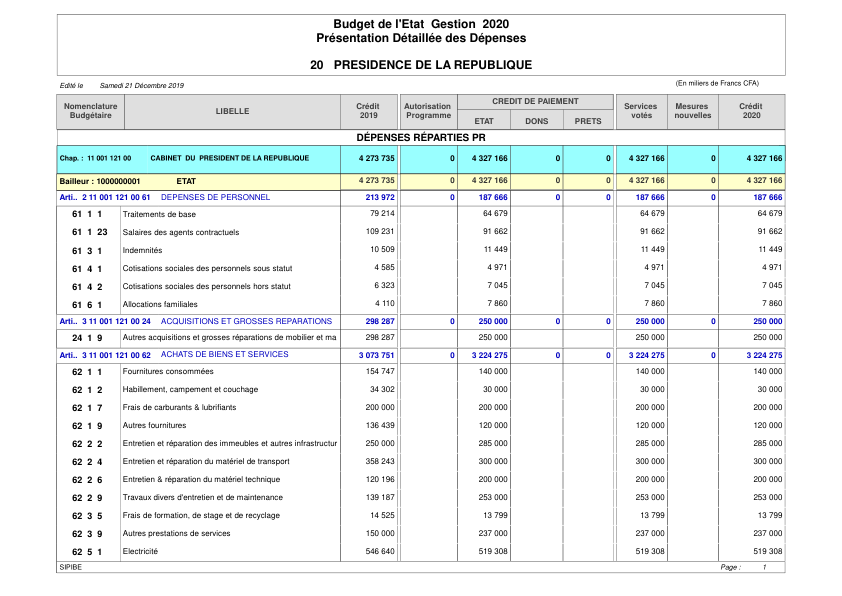 Budget de l'Etat Gestion 2020
Présentation Détaillée des Dépenses
20 PRESIDENCE DE LA REPUBLIQUE
Edité le Samedi 21 Décembre 2019
(En miliers de Francs CFA)
Nomenclature Budgétaire LIBELLE Crédit 2019 Autorisation Programme CREDIT DE PAIEMENT ETAT DONS PRETS Services votés Mesures nouvelles Crédit 2020
DÉPENSES RÉPARTIES PR
Chap. : 11 001 121 00 CABINET DU PRESIDENT DE LA REPUBLIQUE 4 273 735 0 4 327 166 0 0 4 327 166 0 4 327 166
Bailleur : 1000000001 ETAT 4 273 735 0 4 327 166 0 0 4 327 166 0 4 327 166
Arti.. 2 11 001 121 00 61 DEPENSES DE PERSONNEL 213 972 0 187 666 0 0 187 666 0 187 666
61 1 1 Traitements de base 79 214 64 679 64 679 64 679
61 1 23 Salaires des agents contractuels 109 231 91 662 91 662 91 662
61 3 1 Indemnités 10 509 11 449 11 449 11 449
61 4 1 Cotisations sociales des personnels sous statut 4 585 4 971 4 971 4 971
61 4 2 Cotisations sociales des personnels hors statut 6 323 7 045 7 045 7 045
61 6 1 Allocations familiales 4 110 7 860 7 860 7 860
Arti.. 3 11 001 121 00 24 ACQUISITIONS ET GROSSES REPARATIONS 298 287 0 250 000 0 0 250 000 0 250 000
24 1 9 Autres acquisitions et grosses réparations de mobilier et ma 298 287 250 000 250 000 250 000
Arti.. 3 11 001 121 00 62 ACHATS DE BIENS ET SERVICES 3 073 751 0 3 224 275 0 0 3 224 275 0 3 224 275
62 1 1 Fournitures consommées 154 747 140 000 140 000 140 000
62 1 2 Habillement, campement et couchage 34 302 30 000 30 000 30 000
62 1 7 Frais de carburants & lubrifiants 200 000 200 000 200 000 200 000
62 1 9 Autres fournitures 136 439 120 000 120 000 120 000
62 2 2 Entretien et réparation des immeubles et autres infrastructur 250 000 285 000 285 000 285 000
62 2 4 Entretien et réparation du matériel de transport 358 243 300 000 300 000 300 000
62 2 6 Entretien & réparation du matériel technique 120 196 200 000 200 000 200 000
62 2 9 Travaux divers d'entretien et de maintenance 139 187 253 000 253 000 253 000
62 3 5 Frais de formation, de stage et de recyclage 14 525 13 799 13 799 13 799
62 3 9 Autres prestations de services 150 000 237 000 237 000 237 000
62 5 1 Electricité 546 640 519 308 519 308 519 308
SIPIBE Page : 1